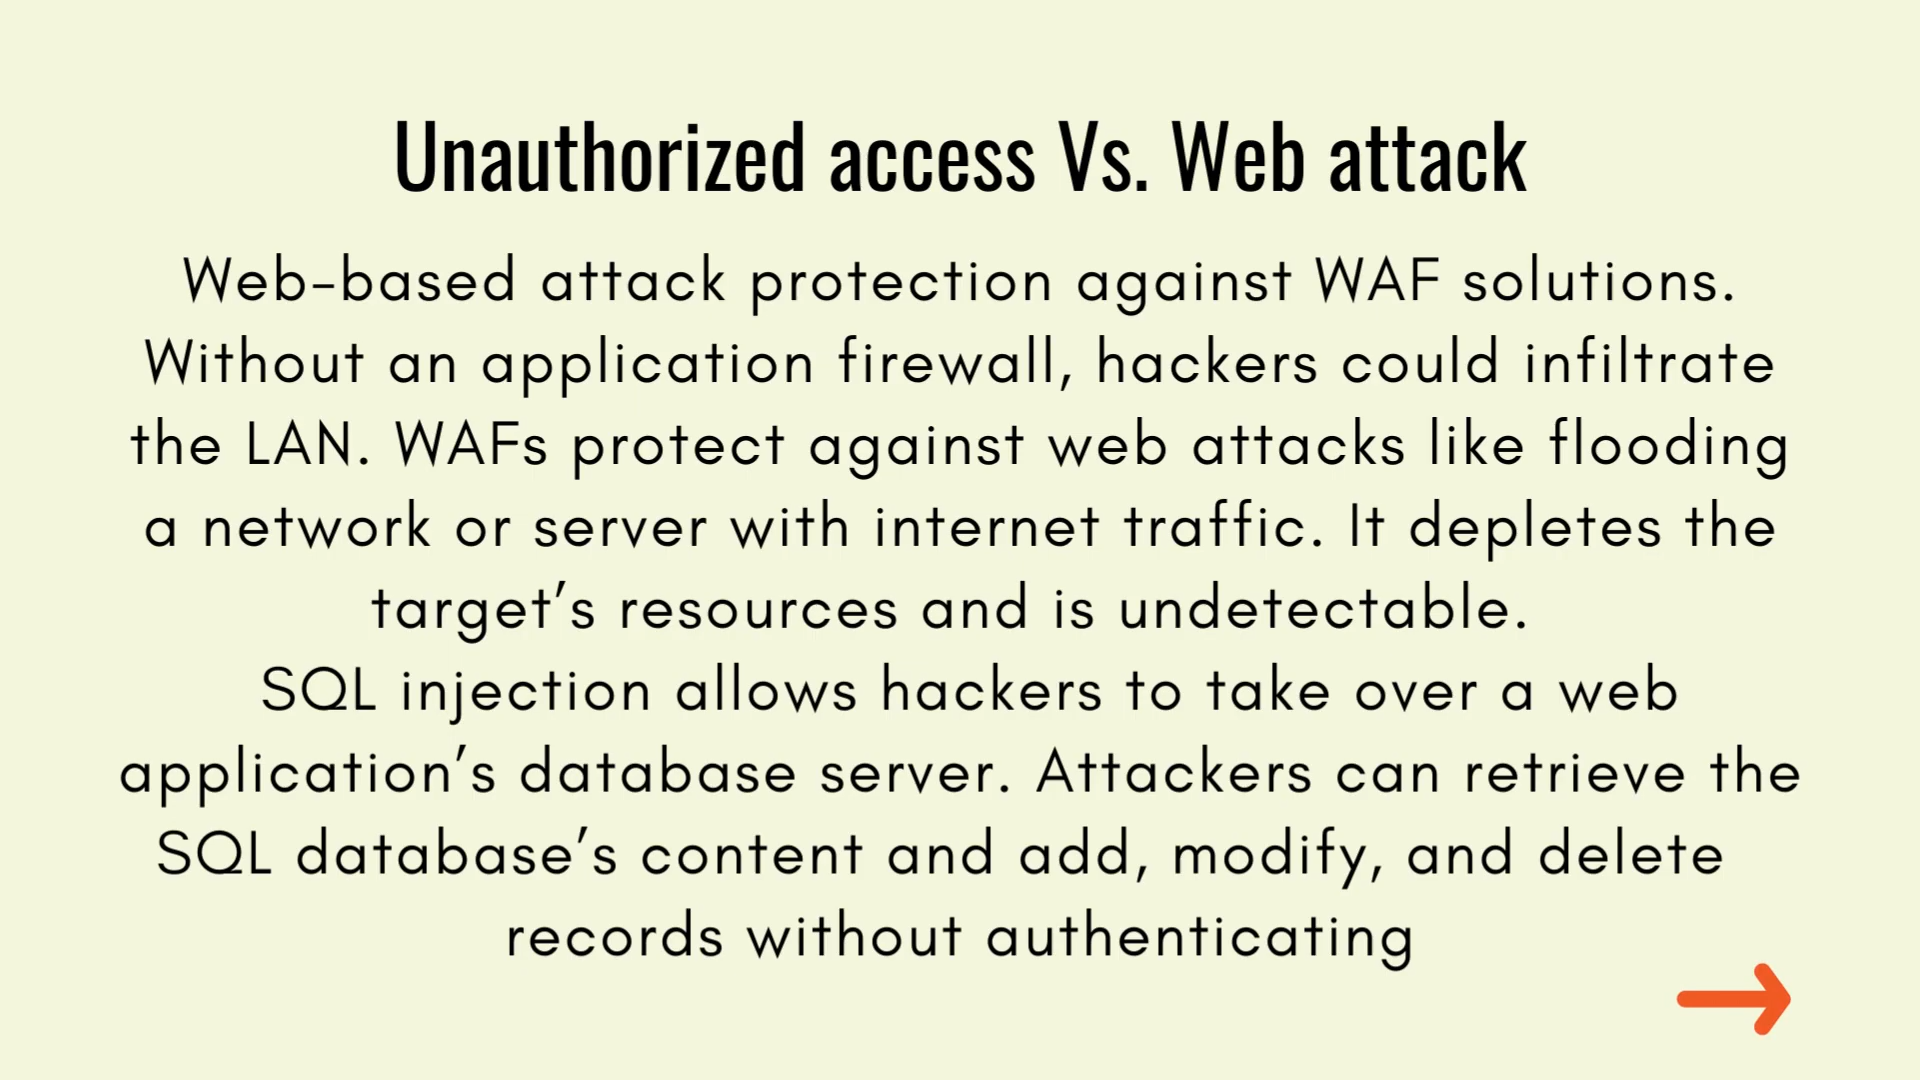 Unauthorized access Vs. Web attack
Web-based attack protection against WAF solutions.
Without an application firewall, hackers could infiltrate
the LAN. WAFs protect against web attacks like flooding
a network or server with internet traffic. It depletes the
target’s resources and is undetectable.
SQL injection allows hackers to take over a web
application’s database server. Attackers can retrieve the
SQL database’s content and add, modify, and delete
records without authenticating